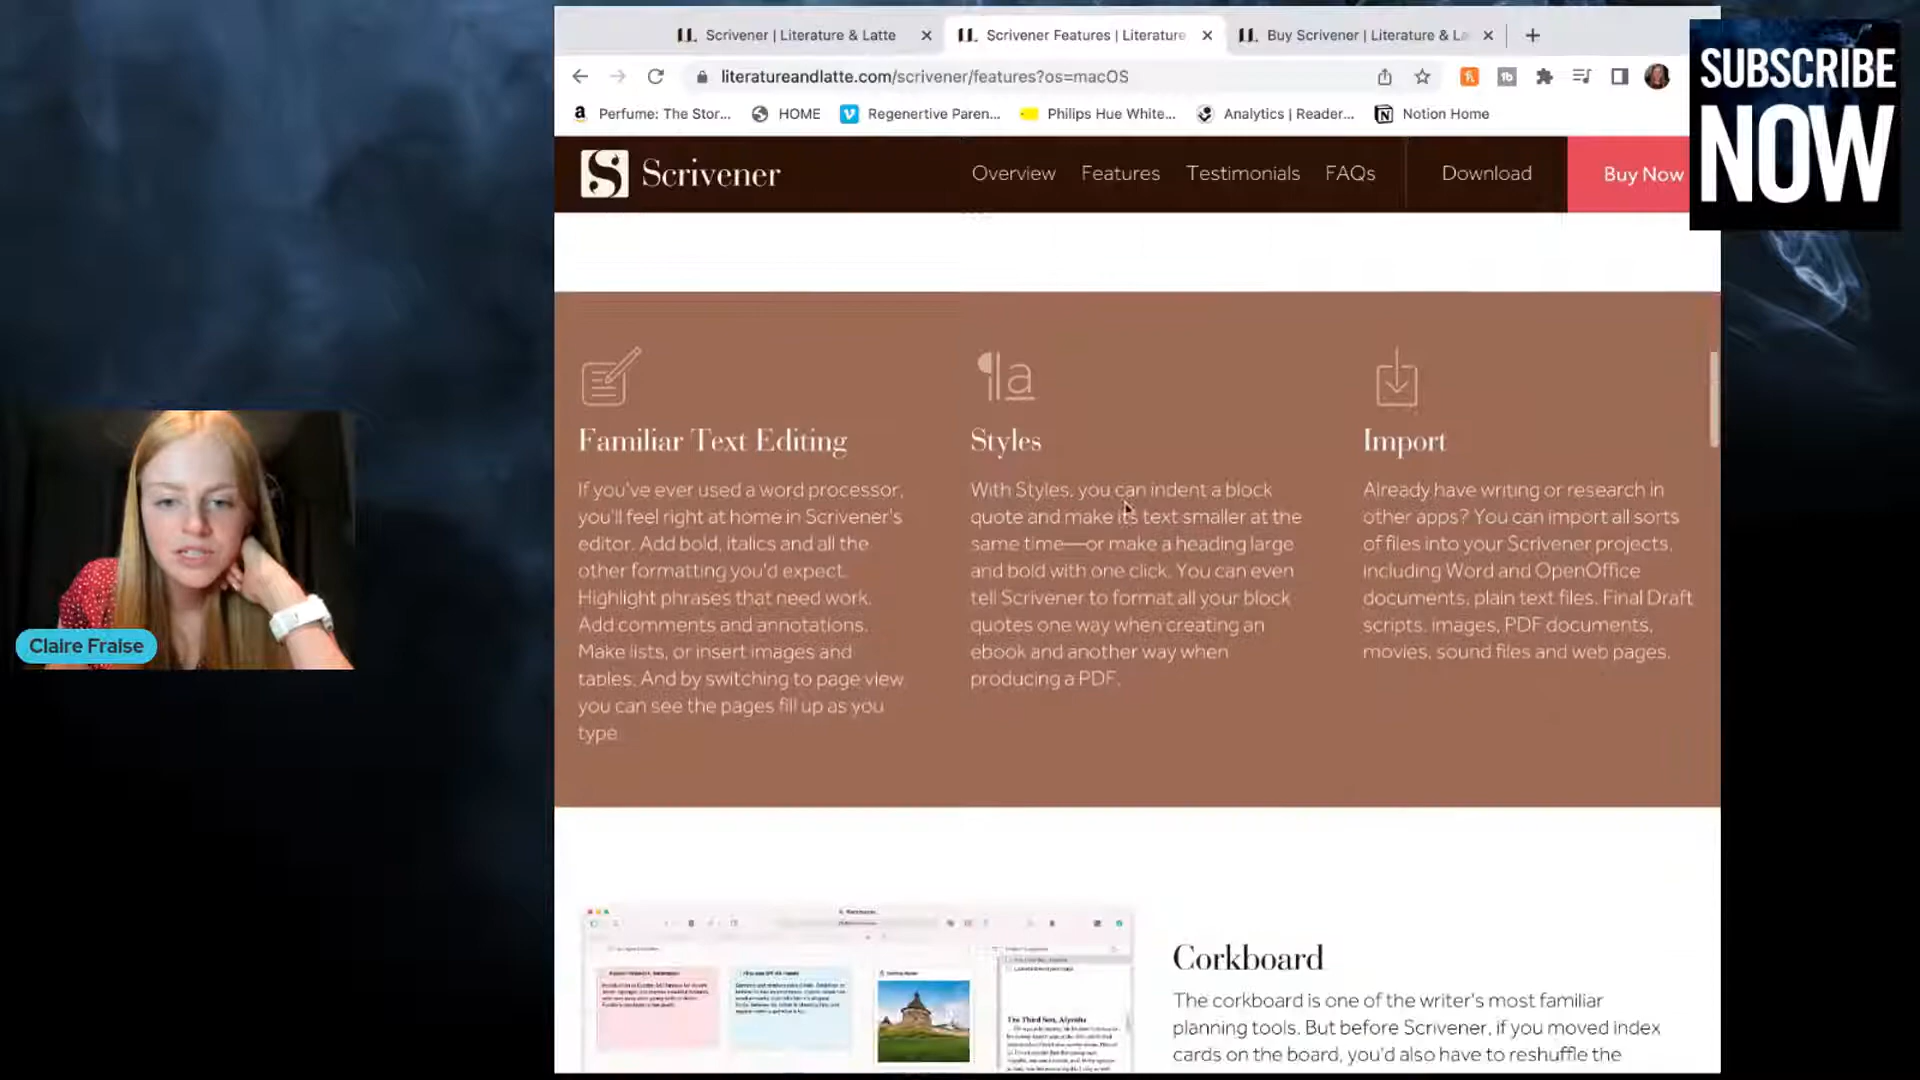 Scrivener | Literature & Latte
Scrivener Features | Literature
Buy Scrivener | Literature & La
literatureandlatte.com/scrivener/features?os=macOS
Perfume: The Stor...
HOME
Regenertive Paren...
Philips Hue White...
Analytics | Reader...
Notion Home
SUBSCRIBE
NOW
Scrivener
Overview
Features
Testimonials
FAQs
Download
Buy Now
Familiar Text Editing
If you've ever used a word processor,
you'll feel right at home in Scrivener's
editor. Add bold, italics and all the
other formatting you'd expect.
Highlight phrases that need work.
Add comments and annotations.
Make lists, or insert images and
tables. And by switching to page view
you can see the pages fill up as you
type
Styles
With Styles, you can indent a block
quote and make its text smaller at the
same time—or make a heading large
and bold with one click. You can even
tell Scrivener to format all your block
quotes one way when creating an
ebook and another way when
producing a PDF.
Import
Already have writing or research in
other apps? You can import all sorts
of files into your Scrivener projects,
including Word and OpenOffice
documents, plain text files, Final Draft
scripts, images, PDF documents,
movies, sound files and web pages.
Claire Fraise
The Third Son, Alyosha
Corkboard
The corkboard is one of the writer's most familiar
planning tools. But before Scrivener, if you moved index
cards on the board, you'd also have to reshuffle the